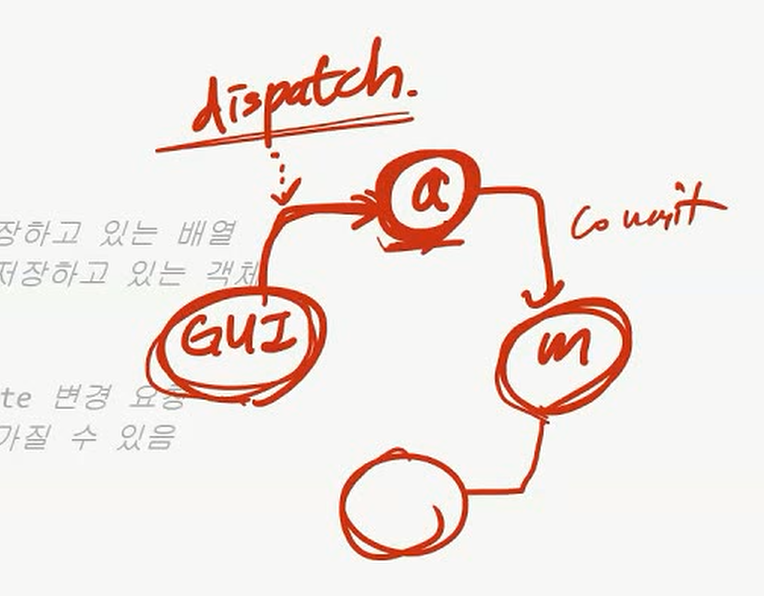 dispatch.
a
commit
장하고 있는 배열
저장하고 있는 객체
GUI
m
te 변경 요청
가질 수 있음